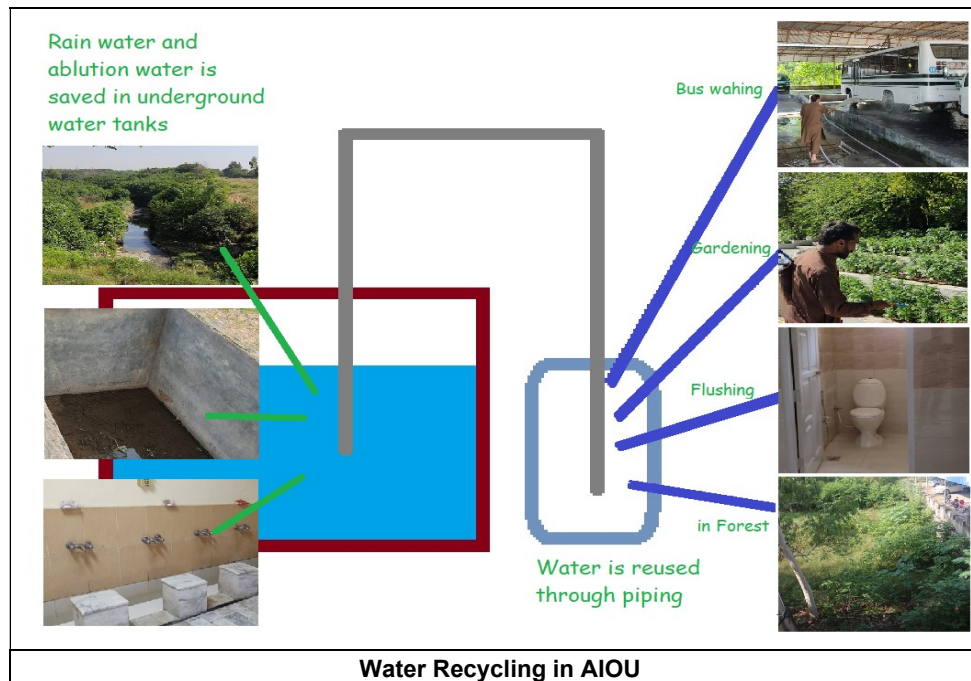 Rain water and
ablution water is
saved in underground
water tanks
Bus wahing
Gardening
Flushing
in Forest
Water is reused
through piping
Water Recycling in AIOU